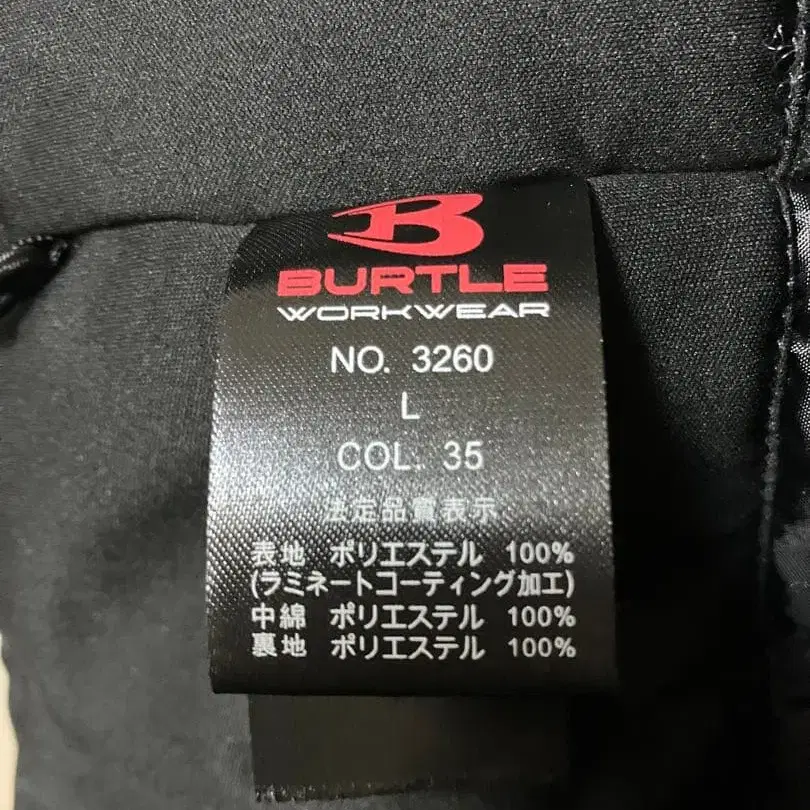 B
BURTLE
WORKWEAR
NO. 3260
L
COL. 35
法定品質表示
表地 ポリエステル 100%
(ラミネートコーティング加工)
中綿 ポリエステル 100%
裏地 ポリエステル 100%